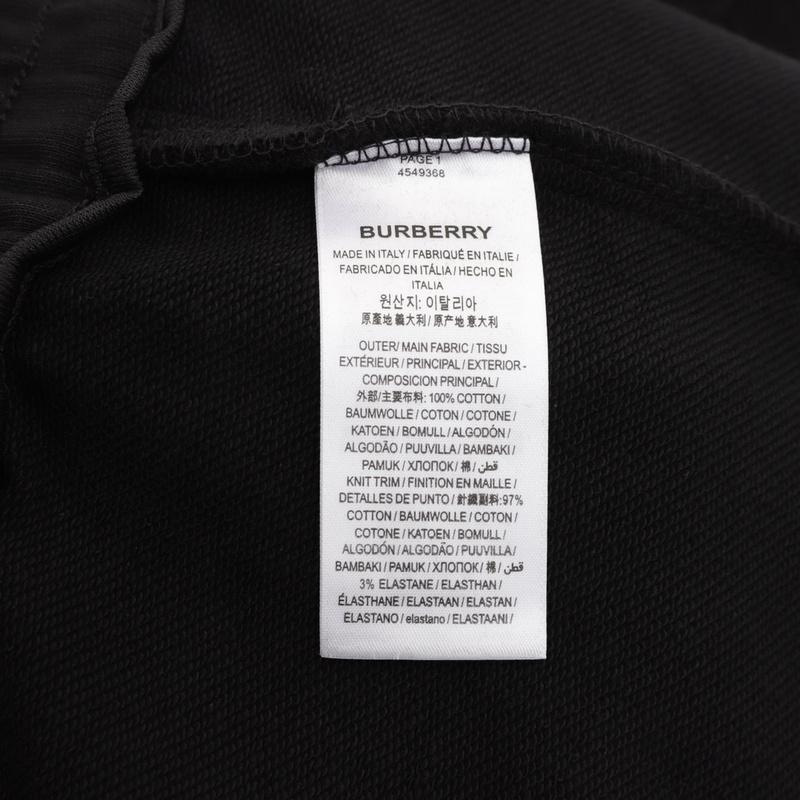 PAGE 1
4549368
BURBERRY
MADE IN ITALY / FABRIQUÉ EN ITALIE /
FABRICADO EN ITÁLIA / HECHO EN
ITALIA
원산지: 이탈리아
原產地 義大利 / 原产地 意大利
OUTER/ MAIN FABRIC / TISSU
EXTÉRIEUR / PRINCIPAL / EXTERIOR -
COMPOSICION PRINCIPAL /
外部/主要布料: 100% COTTON /
BAUMWOLLE / COTON / COTONE /
KATOEN / BOMULL / ALGODÓN /
ALGODÃO / PUUVILLA / BAMBAKI /
PAMUK / ХЛОПОК / 棉 / قطن
KNIT TRIM / FINITION EN MAILLE /
DETALLES DE PUNTO / 針織副料: 97%
COTTON / BAUMWOLLE / COTON /
COTONE / KATOEN / BOMULL /
ALGODÓN / ALGODÃO / PUUVILLA /
BAMBAKI / PAMUK / ХЛОПОК / 棉 / قطن
3% ELASTANE / ELASTHAN /
ÉLASTHANE / ELASTAAN / ELASTAN /
ELASTANO / elastano / ELASTAANI /